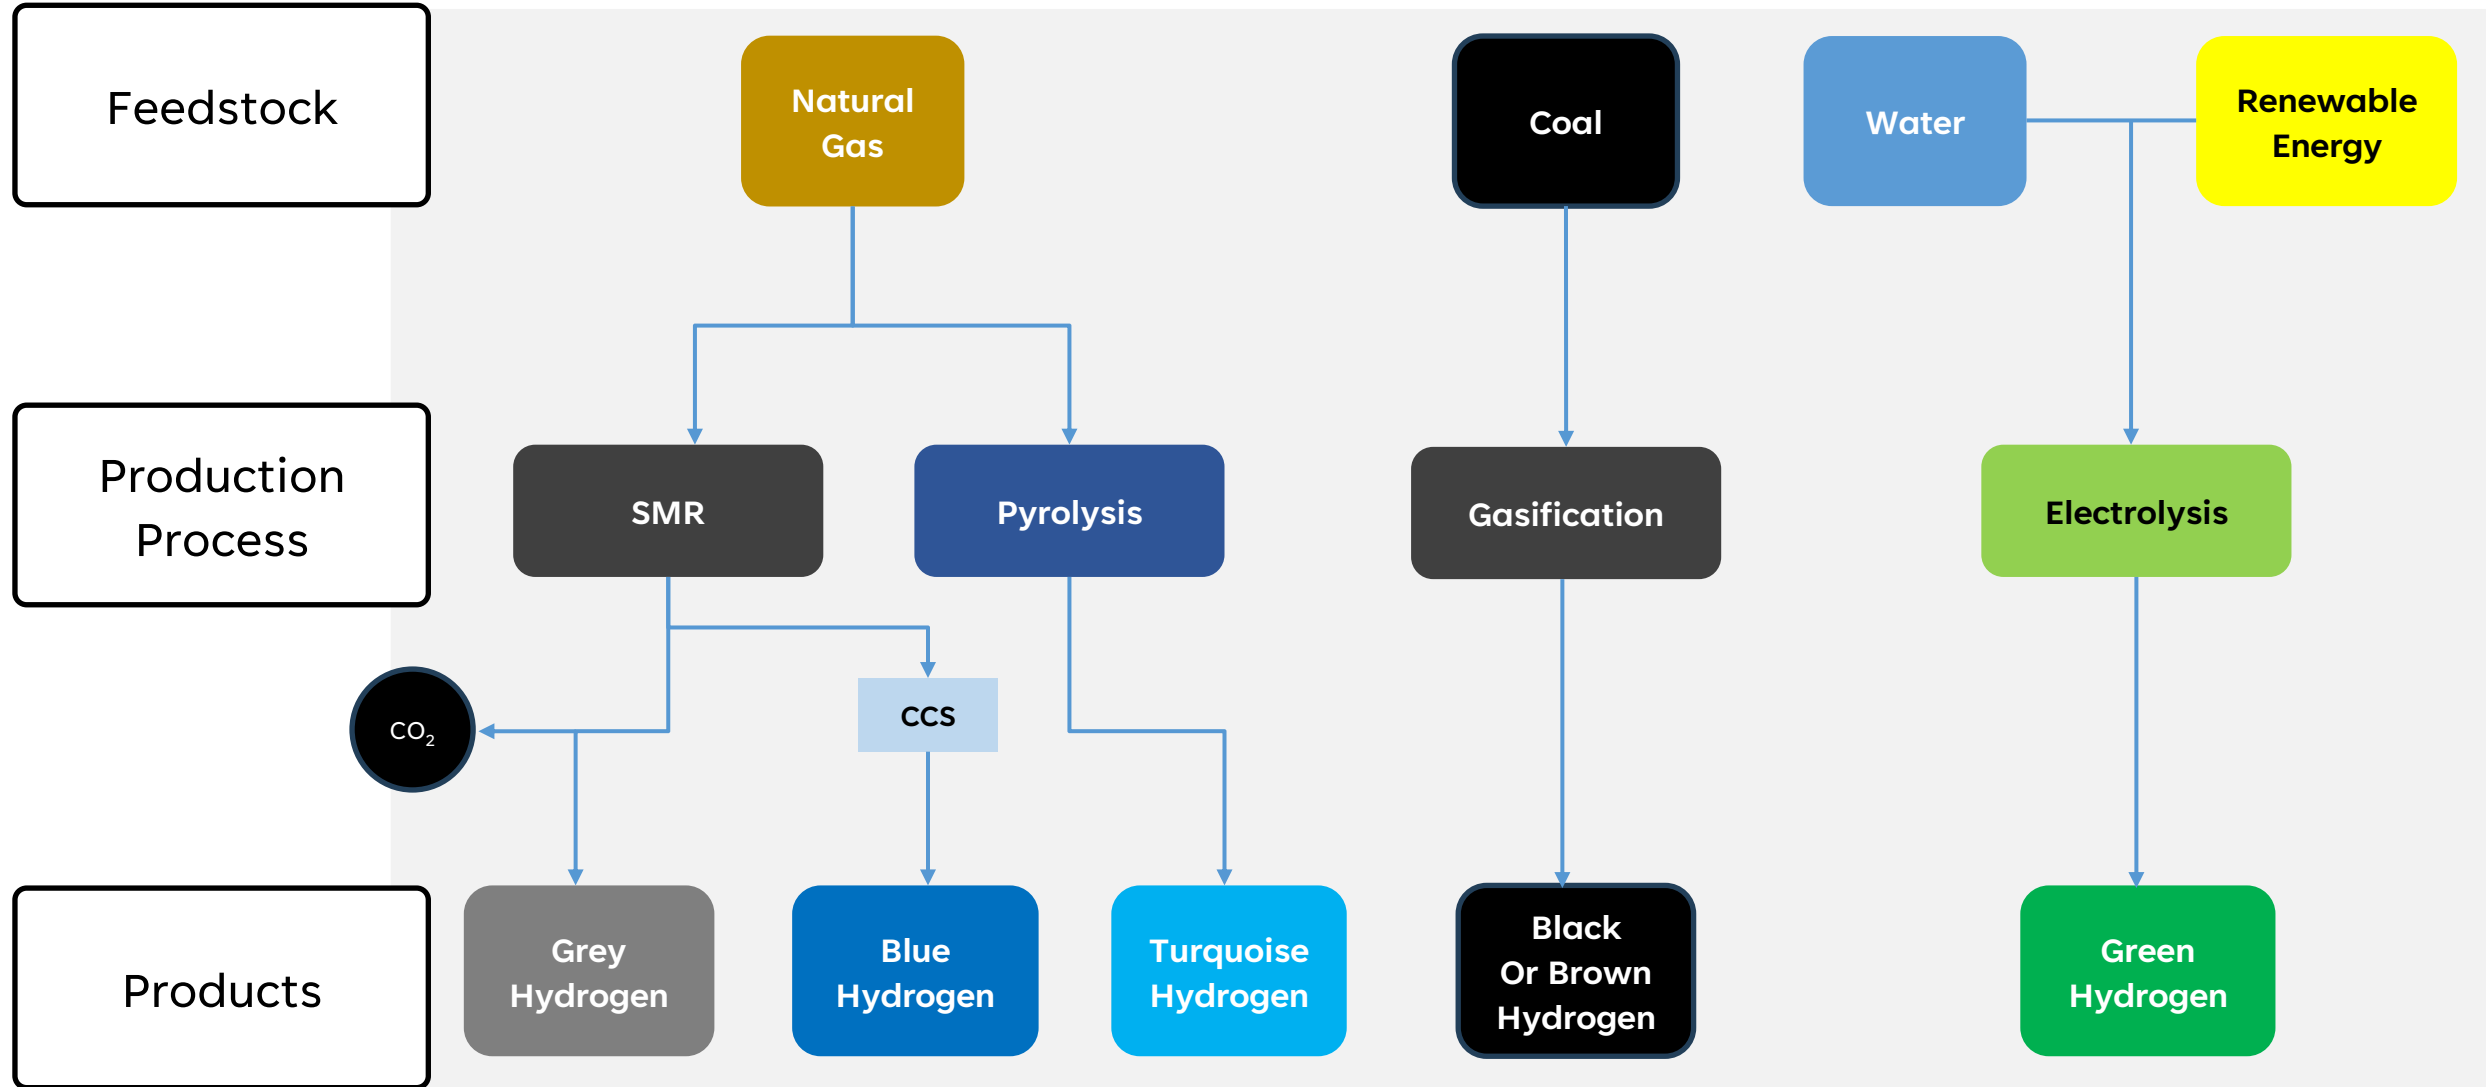 Feedstock
Natural
Gas
Coal
Water
Renewable
Energy
Production
Process
SMR
Pyrolysis
Gasification
Electrolysis
CO₂
CCS
Products
Grey
Hydrogen
Blue
Hydrogen
Turquoise
Hydrogen
Black
Or Brown
Hydrogen
Green
Hydrogen